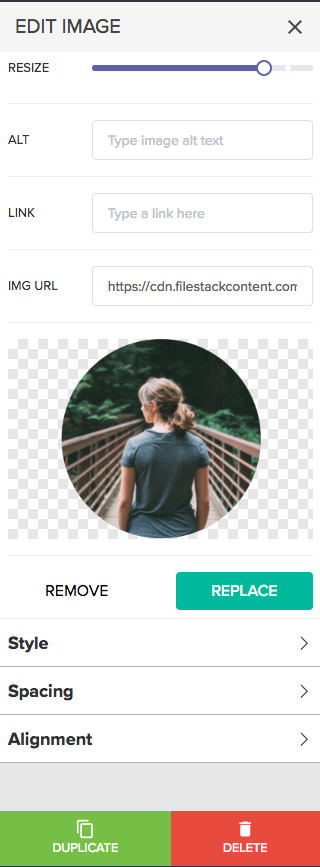 EDIT IMAGE
RESIZE
ALT Type image alt text
LINK Type a link here
IMG URL https://cdn.filestackcontent.com
REMOVE REPLACE
Style
Spacing
Alignment
DUPLICATE DELETE